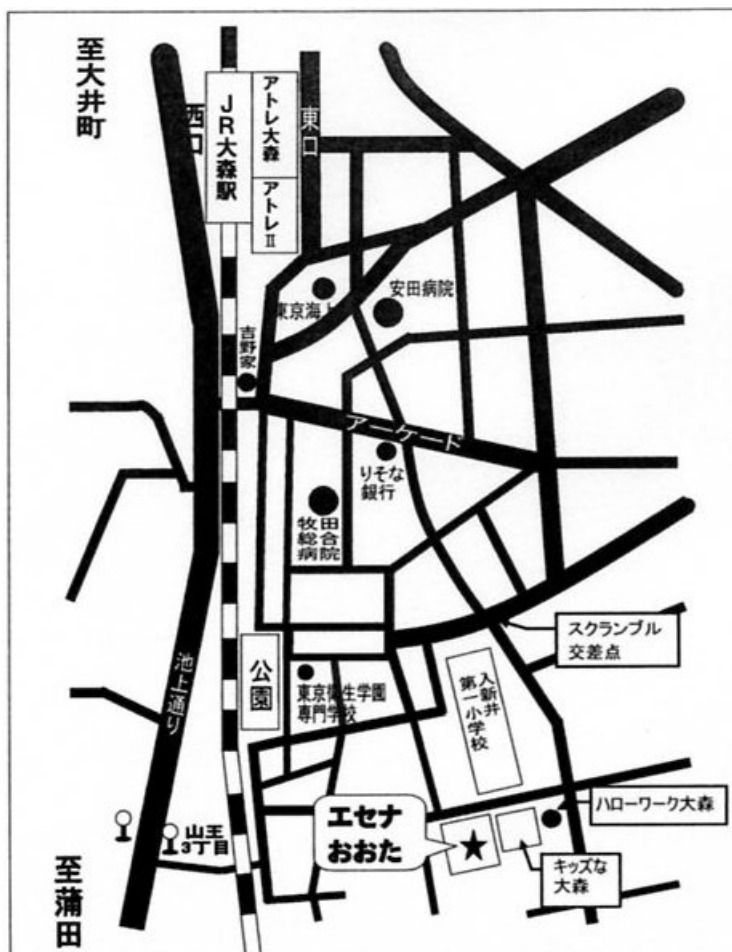 至大井町
西口
JR大森駅
アトレ大森
アトレⅡ
東口
東京海上
安田病院
吉野家
アーケード
りそな
銀行
牧田
総合
病院
スクランブル
交差点
公園
東京衛生学園
専門学校
入新井
第一小学校
池上通り
山王
3丁目
エセナ
おおた
ハローワーク大森
キッズな
大森
至蒲田